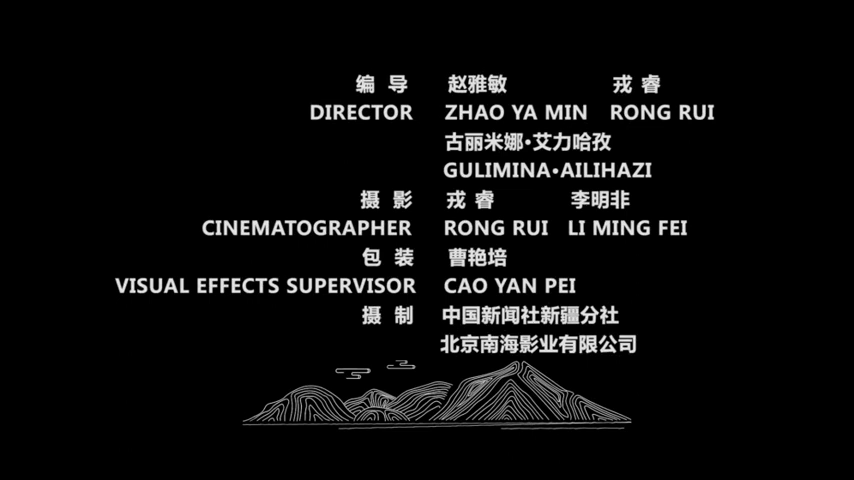 编 导 赵雅敏 戎 睿
DIRECTOR ZHAO YA MIN RONG RUI
古丽米娜·艾力哈孜
GULIMINA·AILIHAZI
摄 影 戎 睿 李明非
CINEMATOGRAPHER RONG RUI LI MING FEI
包 装 曹艳培
VISUAL EFFECTS SUPERVISOR CAO YAN PEI
摄 制 中国新闻社新疆分社
北京南海影业有限公司